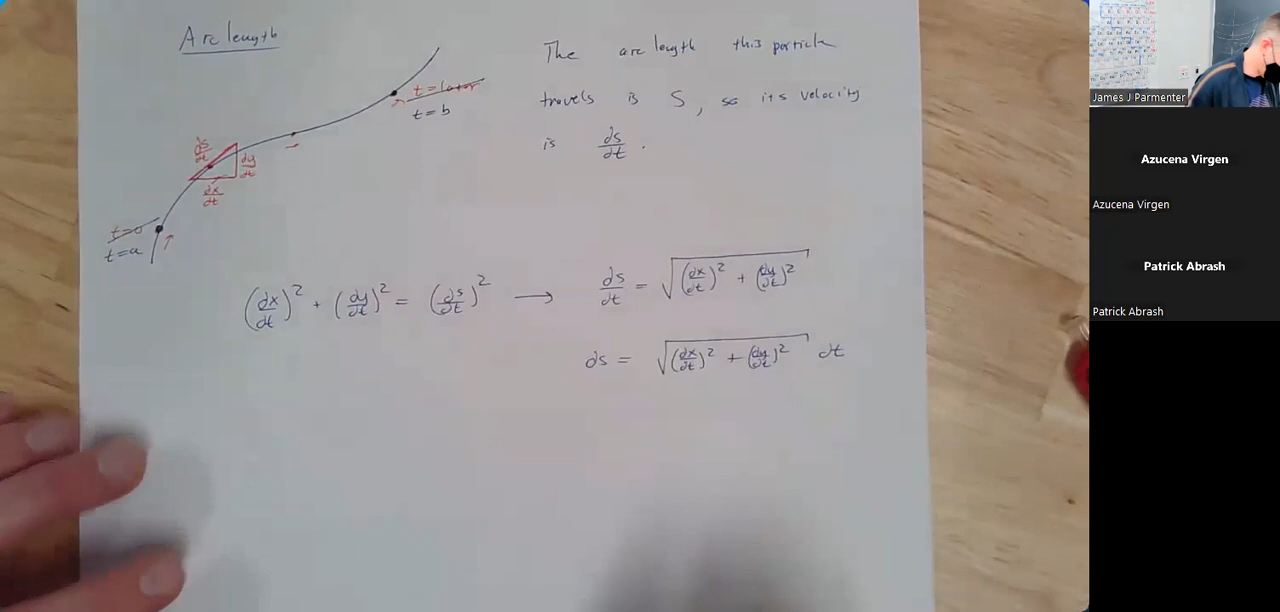 Arc length
The arc length this particle
travels is S, so its velocity
is ds/dt .
t=later
t=b
ds/dt
dy/dt
dx/dt
t=0
t=a
(dx/dt)² + (dy/dt)² = (ds/dt)² → ds/dt = √((dx/dt)² + (dy/dt)²)
ds = √((dx/dt)² + (dy/dt)²) dt
James J Parmenter
Azucena Virgen
Azucena Virgen
Patrick Abrash
Patrick Abrash